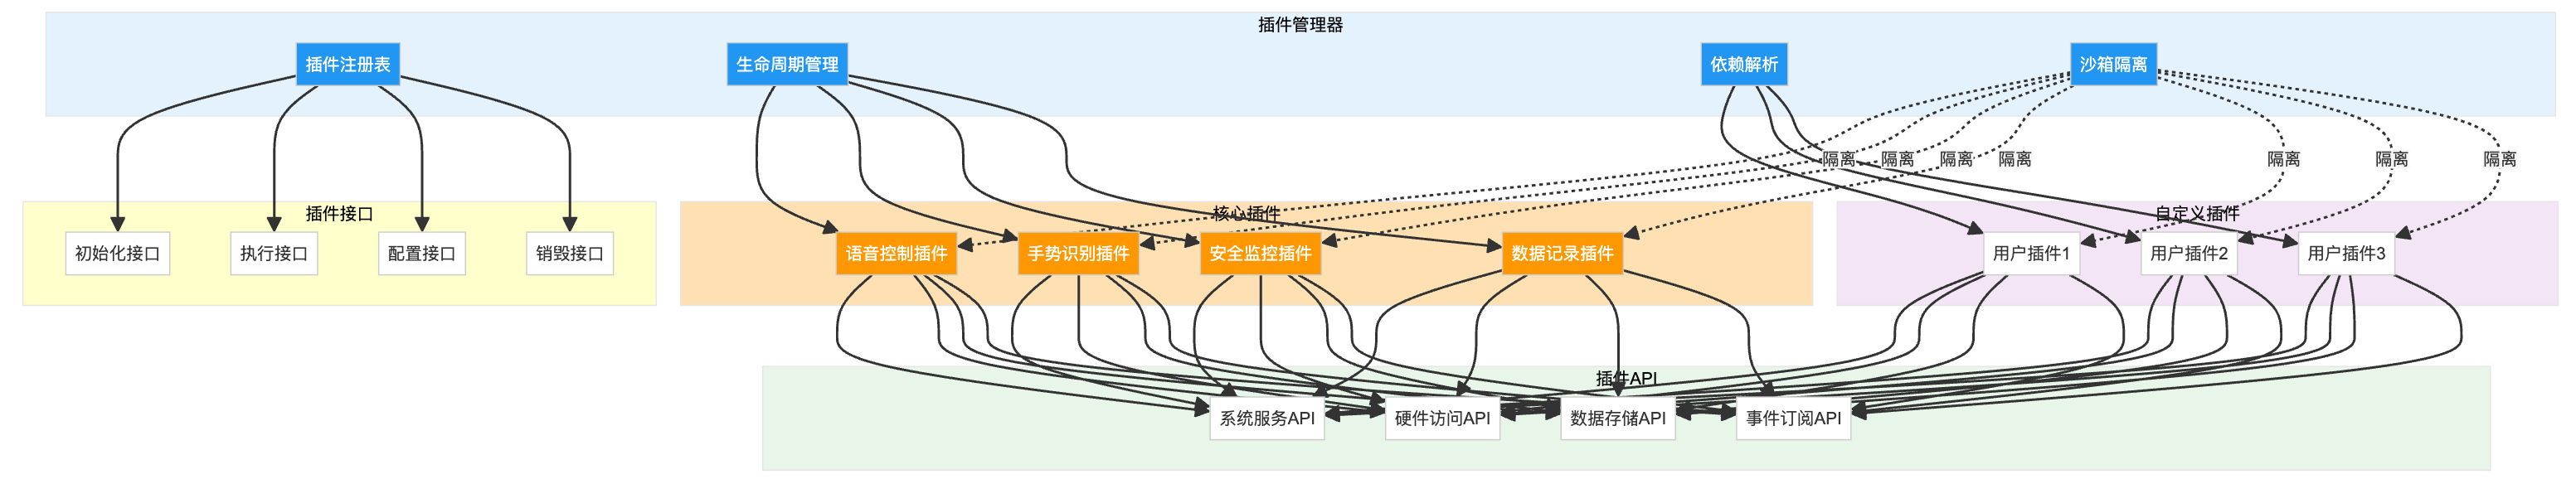 插件管理器
插件注册表
生命周期管理
依赖解析
沙箱隔离
隔离
隔离
隔离
隔离
隔离
隔离
隔离
插件接口
初始化接口
执行接口
配置接口
销毁接口
核心插件
语音控制插件
手势识别插件
安全监控插件
数据记录插件
自定义插件
用户插件1
用户插件2
用户插件3
插件API
系统服务API
硬件访问API
数据存储API
事件订阅API